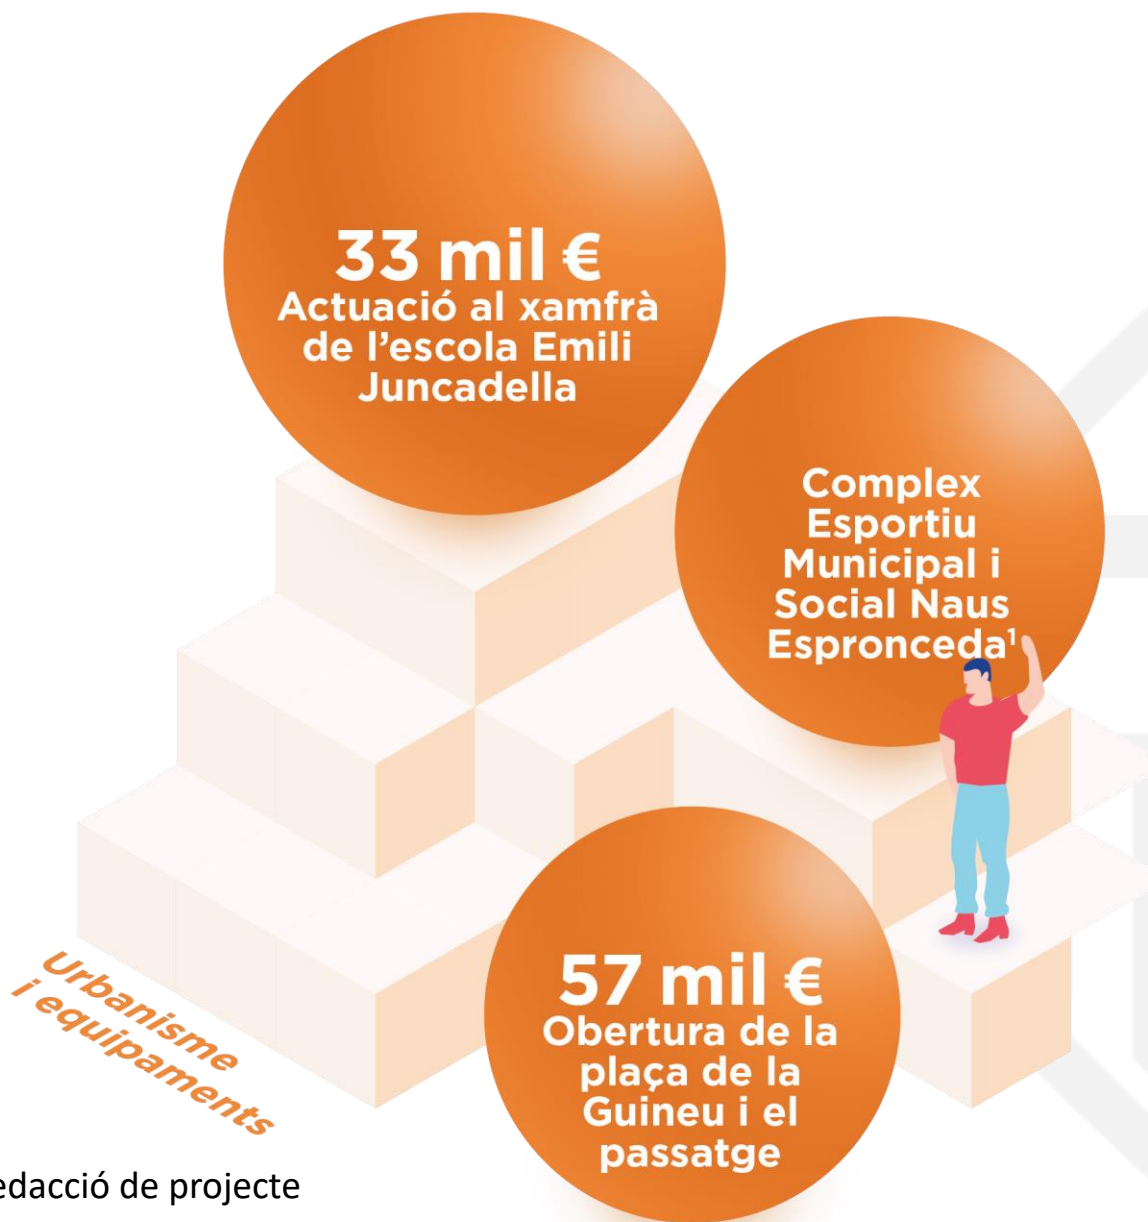 33 mil €
Actuació al xamfrà
de l’escola Emili
Juncadella
Complex
Esportiu
Municipal i
Social Naus
Espronceda¹
57 mil €
Obertura de la
plaça de la
Guineu i el
passatge
Urbanisme
i equipaments
edacció de projecte